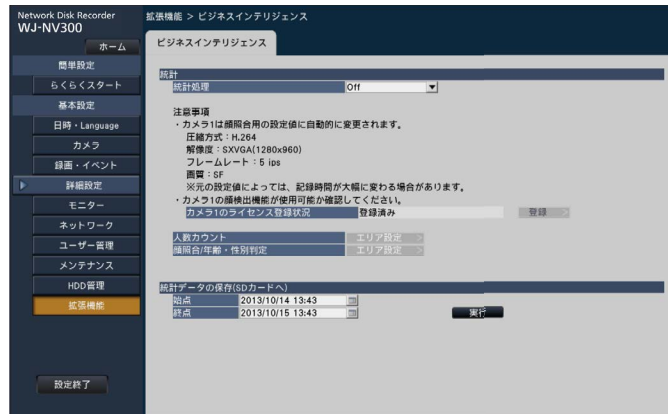 Network Disk Recorder
WJ-NV300
ホーム
簡単設定
らくらくスタート
基本設定
日時・Language
カメラ
録画・イベント
詳細設定
モニター
ネットワーク
ユーザー管理
メンテナンス
HDD管理
拡張機能
設定終了
拡張機能 > ビジネスインテリジェンス
ビジネスインテリジェンス
統計
統計処理 Off
注意事項
・カメラ1は顔照合用の設定値に自動的に変更されます。
圧縮方式：H.264
解像度：SXVGA(1280x960)
フレームレート：5 ips
画質：SF
※元の設定値によっては、記録時間が大幅に変わる場合があります。
・カメラ1の顔検出機能が使用可能か確認してください。
カメラ1のライセンス登録状況 登録済み 登録 >
人数カウント エリア設定 >
顔照合/年齢・性別判定 エリア設定 >
統計データの保存(SDカードへ)
始点 2013/10/14 13:43
終点 2013/10/15 13:43 実行